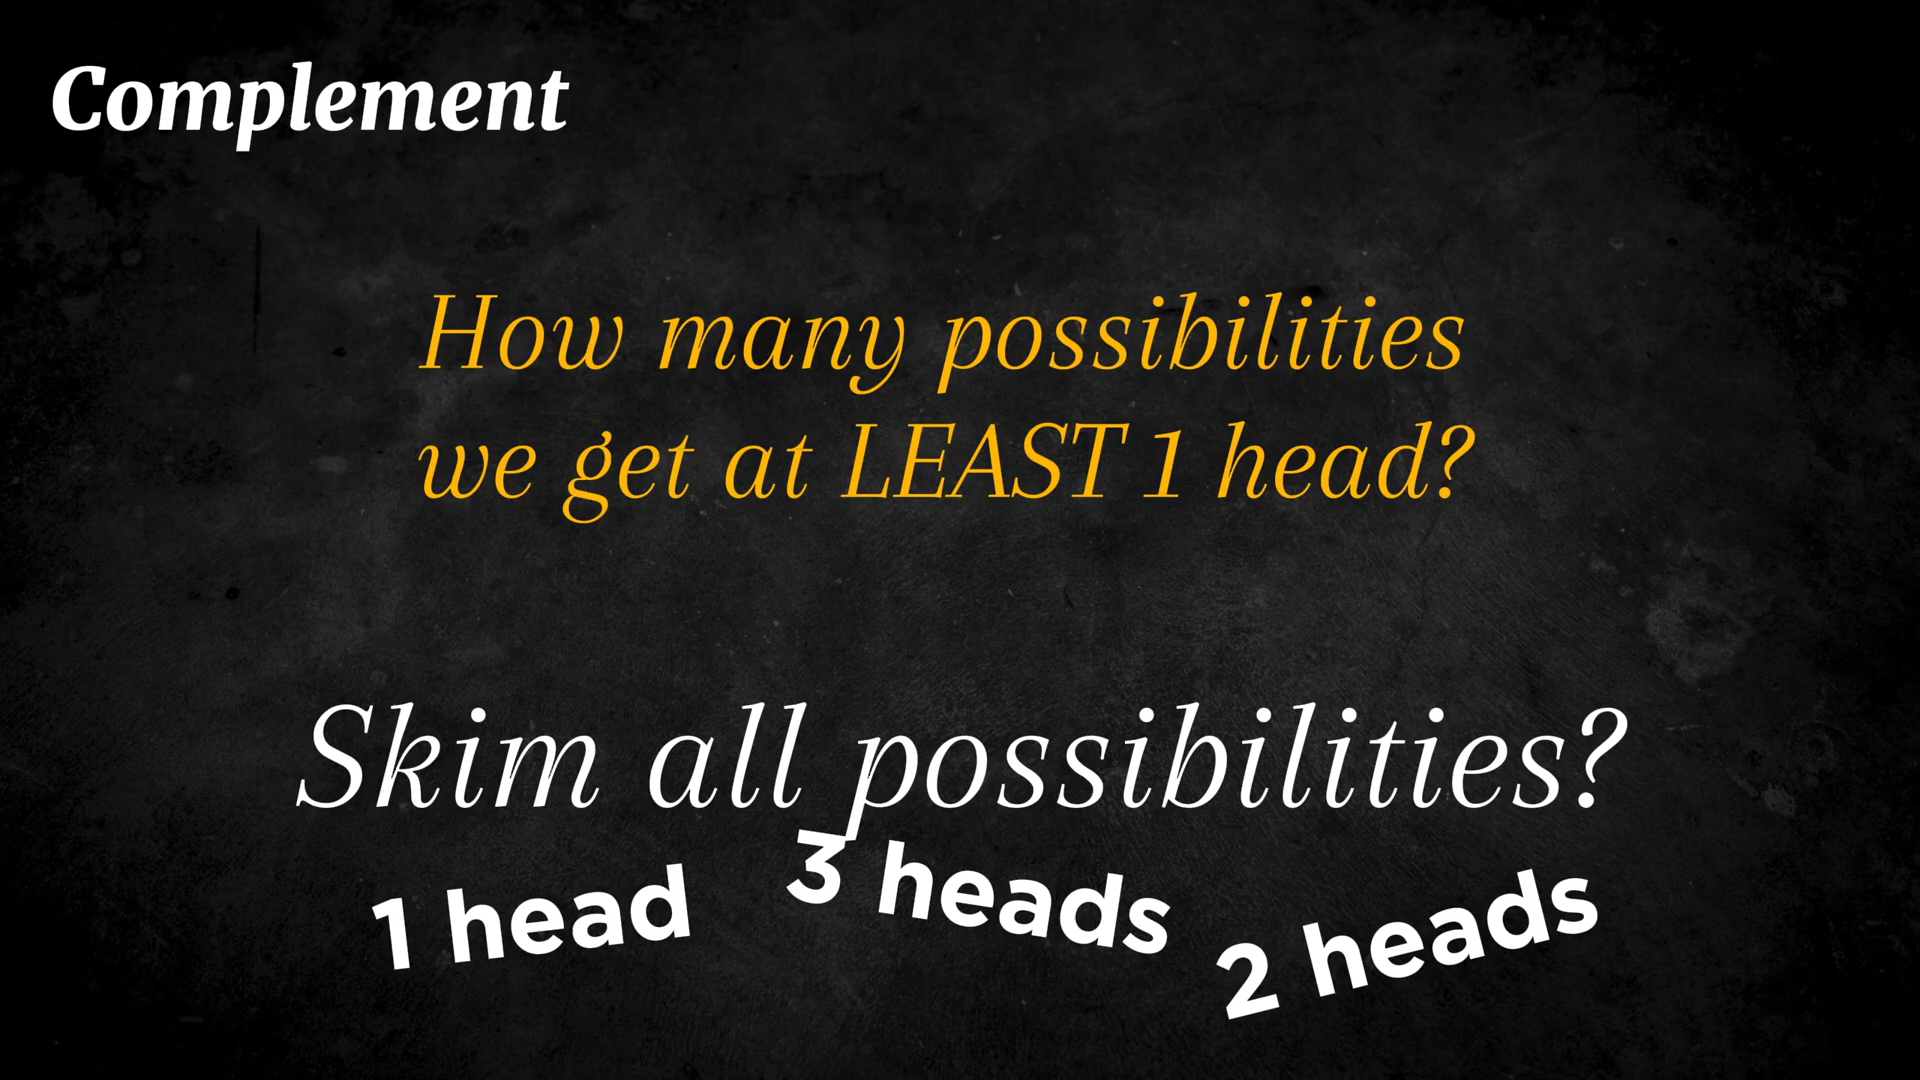 Complement
How many possibilities
we get at LEAST 1 head?
Skim all possibilities?
1 head
3 heads
2 heads